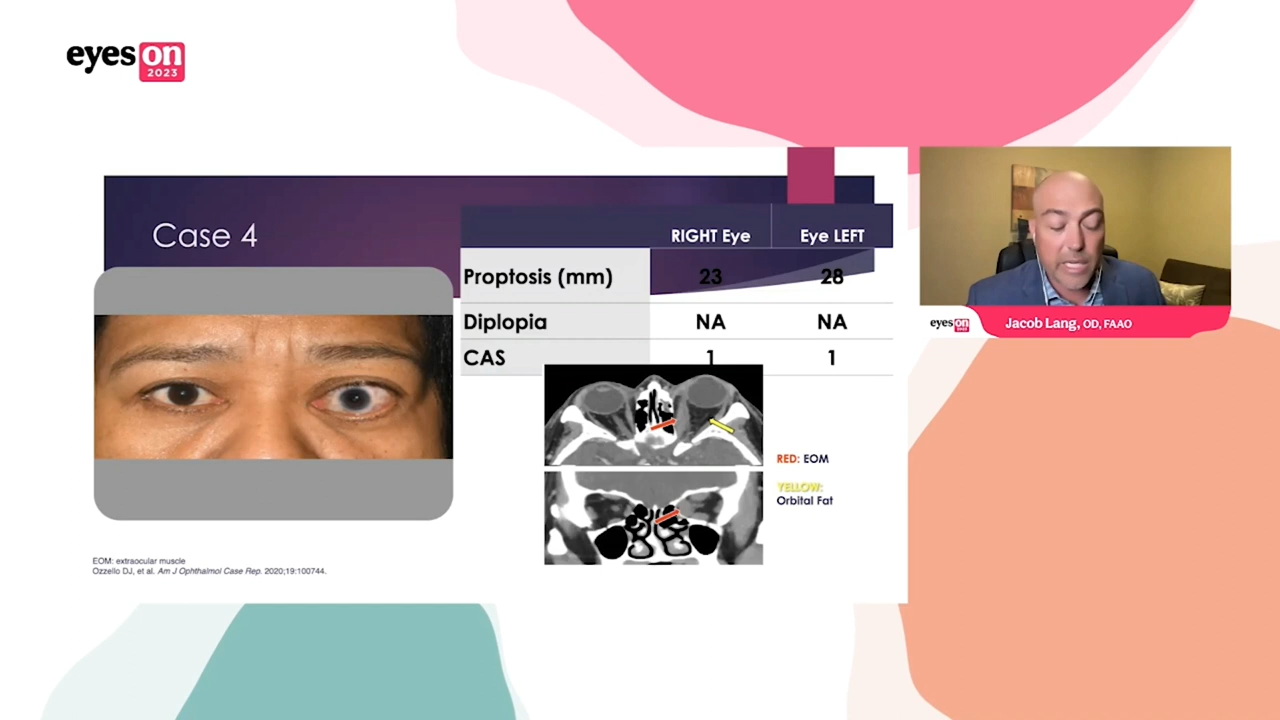 eyes on
2023
Case 4
RIGHT Eye Eye LEFT
Proptosis (mm) 23 28
Diplopia NA NA
CAS 1 1
RED: EOM
YELLOW:
Orbital Fat
EOM: extraocular muscle
Ozzello DJ, et al. Am J Ophthalmol Case Rep. 2020;19:100744.
eyes on
2023
Jacob Lang, OD, FAAO